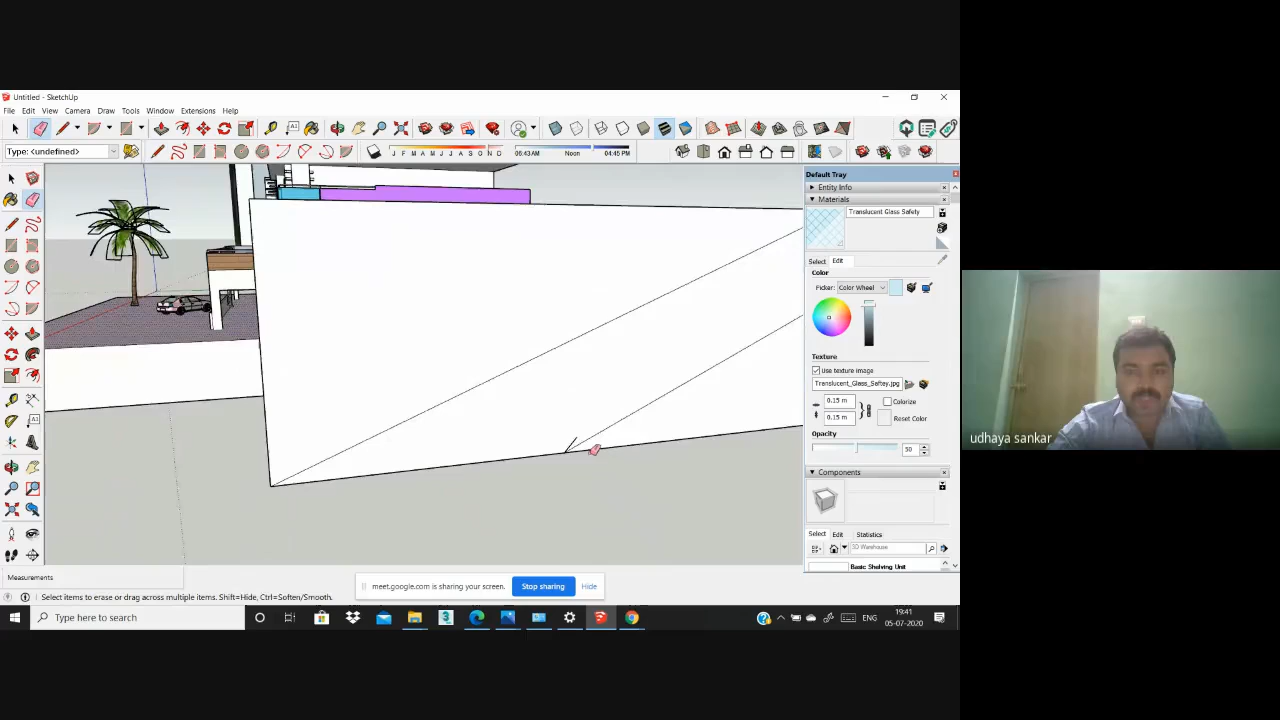 Untitled - SketchUp
File Edit View Camera Draw Tools Window Extensions Help
Type: <undefined>
J F M A M J J A S O N D
06:43AM Noon 04:45 PM
Default Tray
Entity Info
Materials
Translucent Glass Safety
Select Edit
Color
Picker: Color Wheel
Texture
Use texture image
Translucent_Glass_Saftey.jpg
0.15 m
Colorize
0.15 m
Reset Color
Opacity
50
Components
Select Edit Statistics
3D Warehouse
Basic Shelving Unit
Measurements
meet.google.com is sharing your screen. Stop sharing Hide
Select items to erase or drag across multiple items. Shift=Hide, Ctrl=Soften/Smooth.
Type here to search
ENG
19:41
05-07-2020
udhaya sankar